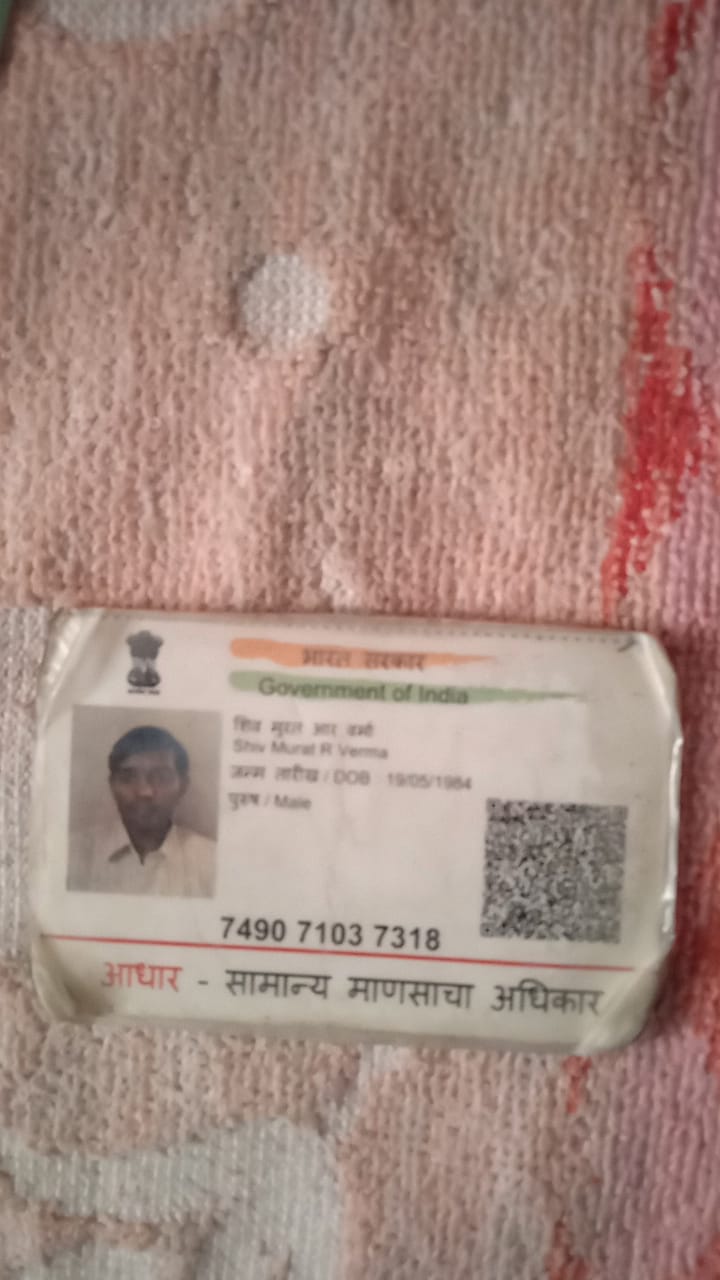 भारत सरकार
Government of India
शिव मुरत आर वर्मा
Shiv Murat R Verma
जन्म तारीख / DOB 19/05/1984
पुरुष / Male
7490 7103 7318
आधार - सामान्य माणसाचा अधिकार